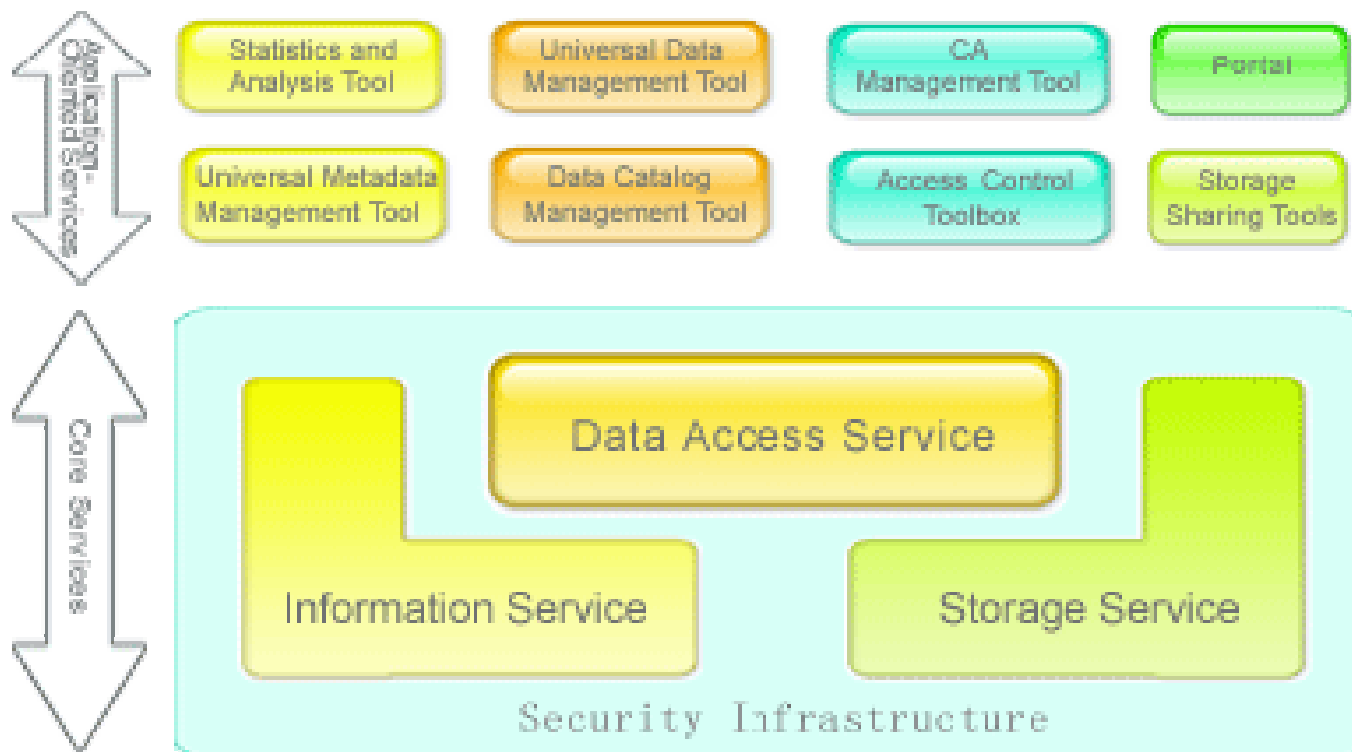 Application-
Oriented Services
Statistics and
Analysis Tool
Universal Data
Management Tool
CA
Management Tool
Portal
Universal Metadata
Management Tool
Data Catalog
Management Tool
Access Control
Toolbox
Storage
Sharing Tools
Core Services
Data Access Service
Information Service
Storage Service
Security Infrastructure